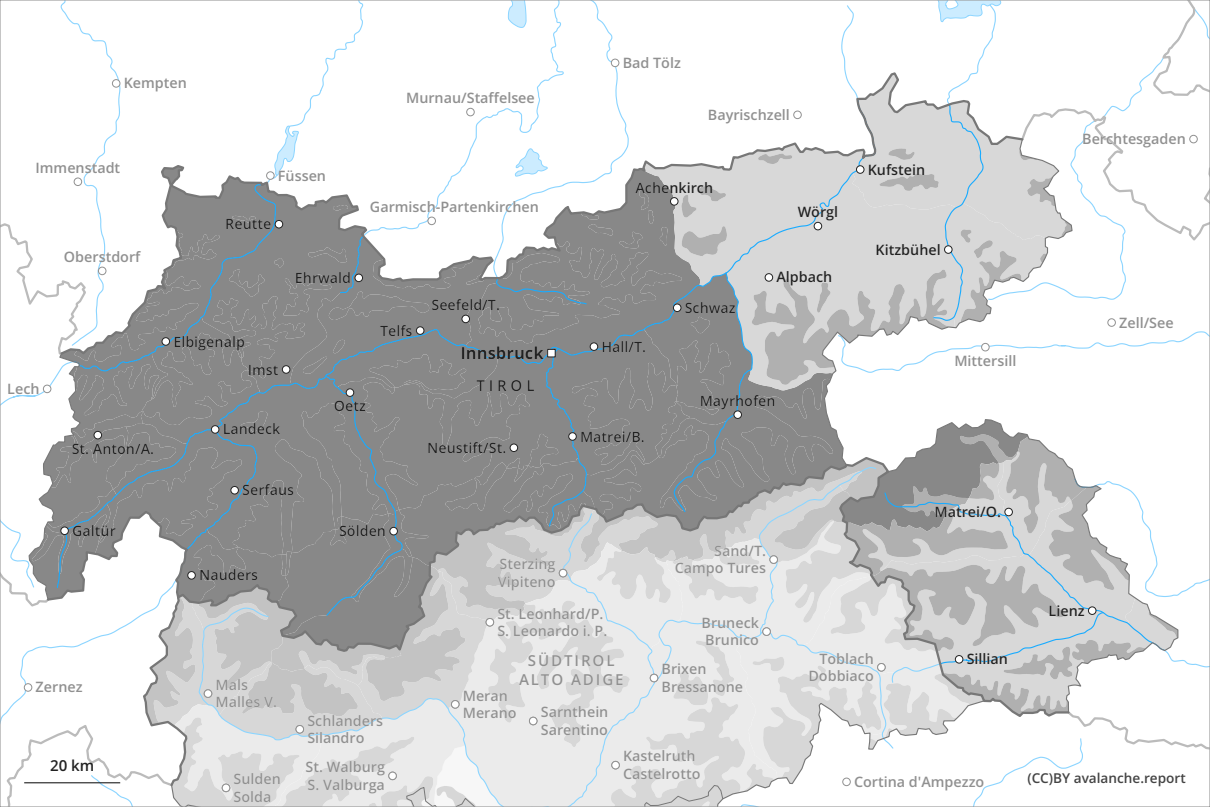 Kempten
Murnau/Staffelsee
Bad Tölz
Bayrischzell
Berchtesgaden
Immenstadt
Füssen
Kufstein
Achenkirch
Garmisch-Partenkirchen
Wörgl
Reutte
Kitzbühel
Oberstdorf
Ehrwald
Alpbach
Seefeld/T.
Schwaz
Telfs
Zell/See
Elbigenalp
Innsbruck
Hall/T.
Mittersill
Imst
TIROL
Lech
Oetz
Mayrhofen
Landeck
St. Anton/A.
Neustift/St.
Matrei/B.
Serfaus
Matrei/O.
Galtür
Sölden
Sand/T.
Campo Tures
Sterzing
Vipiteno
Nauders
St. Leonhard/P.
S. Leonardo i. P.
Lienz
Bruneck
Brunico
SÜDTIROL
ALTO ADIGE
Toblach
Dobbiaco
Sillian
Brixen
Bressanone
Zernez
Mals
Malles V.
Meran
Merano
Sarnthein
Sarentino
Schlanders
Silandro
Kastelruth
Castelrotto
St. Walburg
S. Valburga
Sulden
Solda
20 km
Cortina d'Ampezzo
(CC)BY avalanche.report